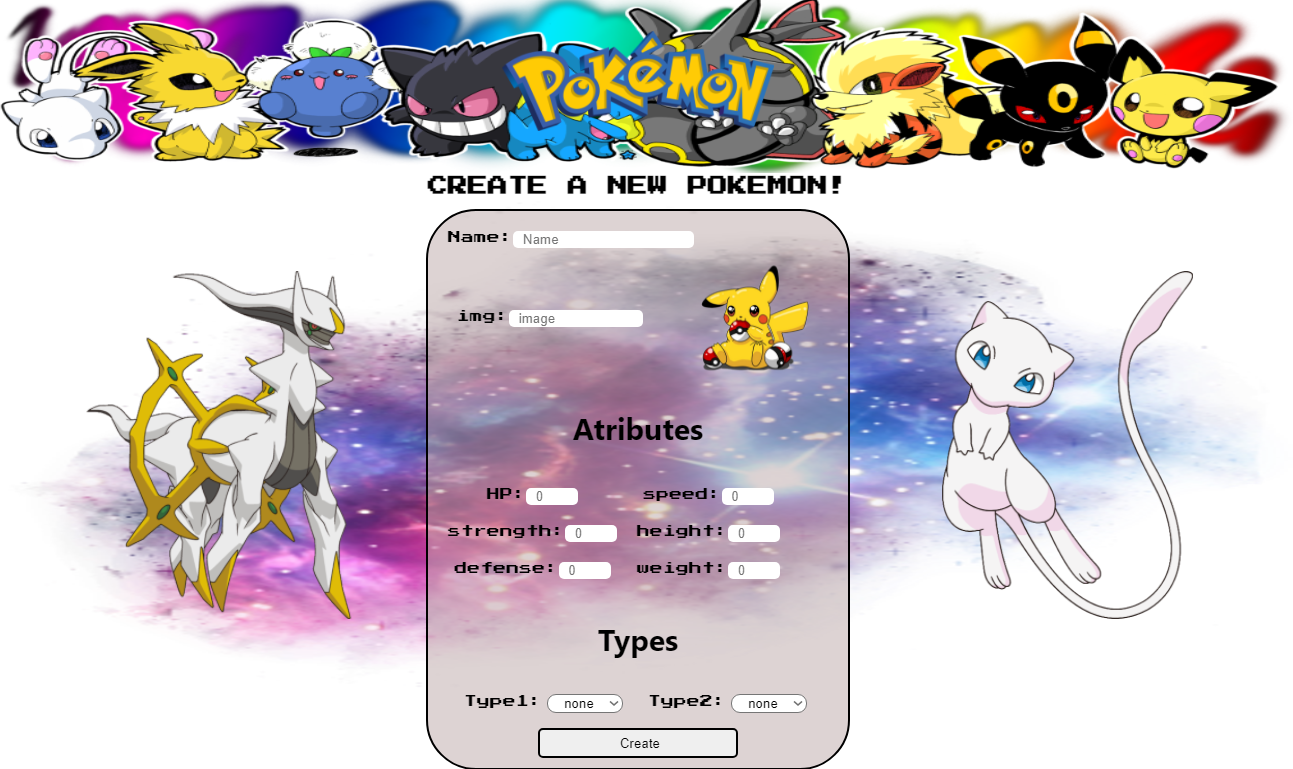 POKéMON
CREATE A NEW POKEMON!
Name: Name
img: image
Atributes
HP: 0 speed: 0
strength: 0 height: 0
defense: 0 weight: 0
Types
Type1: none Type2: none
Create